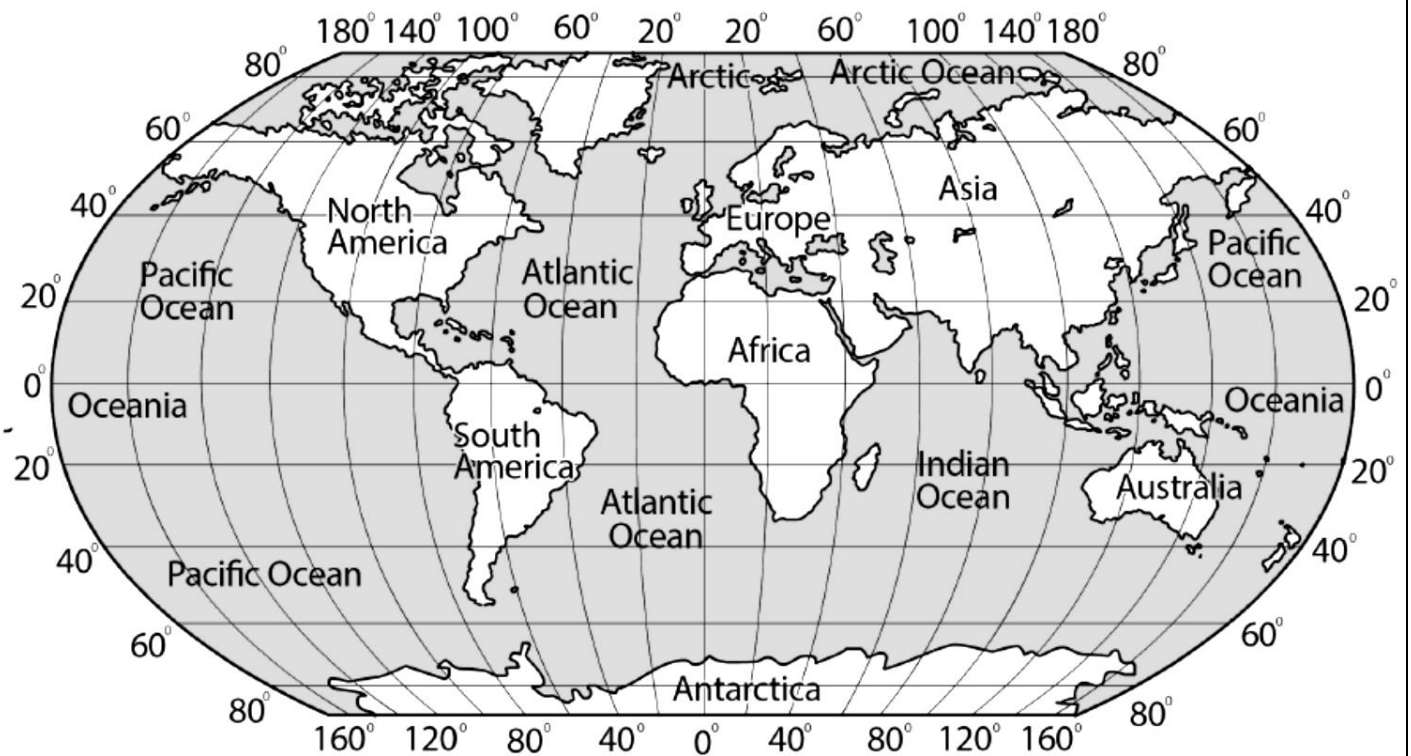 180° 140° 100° 60° 20° 20° 60° 100° 140° 180°
80° Arctic Arctic Ocean 80°
60° 60°
Asia
40° North Europe 40°
America Pacific
Pacific Atlantic Ocean
Ocean Ocean
20° 20°
Africa
0° 0°
Oceania Oceania
South
America Indian
20° 20°
Atlantic Ocean Australia
Ocean
40° 40°
Pacific Ocean
60° 60°
Antarctica
80° 80°
160° 120° 80° 40° 0° 40° 80° 120° 160°